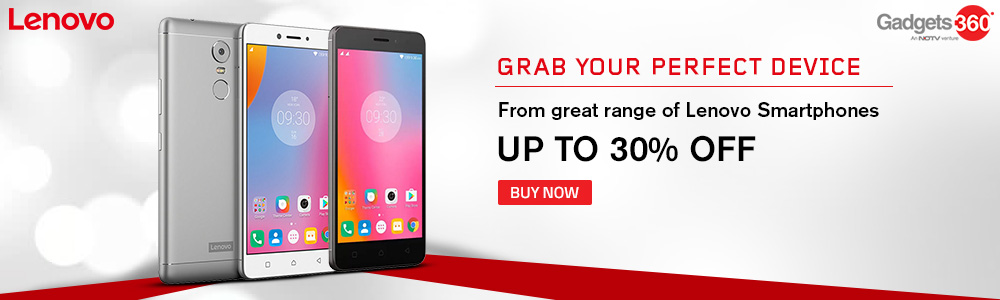 Lenovo
Gadgets 360°
An NDTV venture
GRAB YOUR PERFECT DEVICE
From great range of Lenovo Smartphones
UP TO 30% OFF
BUY NOW
09:30
09:30
Lenovo